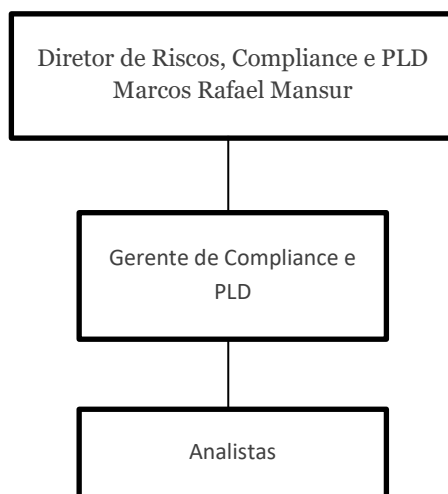 Diretor de Riscos, Compliance e PLD
Marcos Rafael Mansur
Gerente de Compliance e
PLD
Analistas